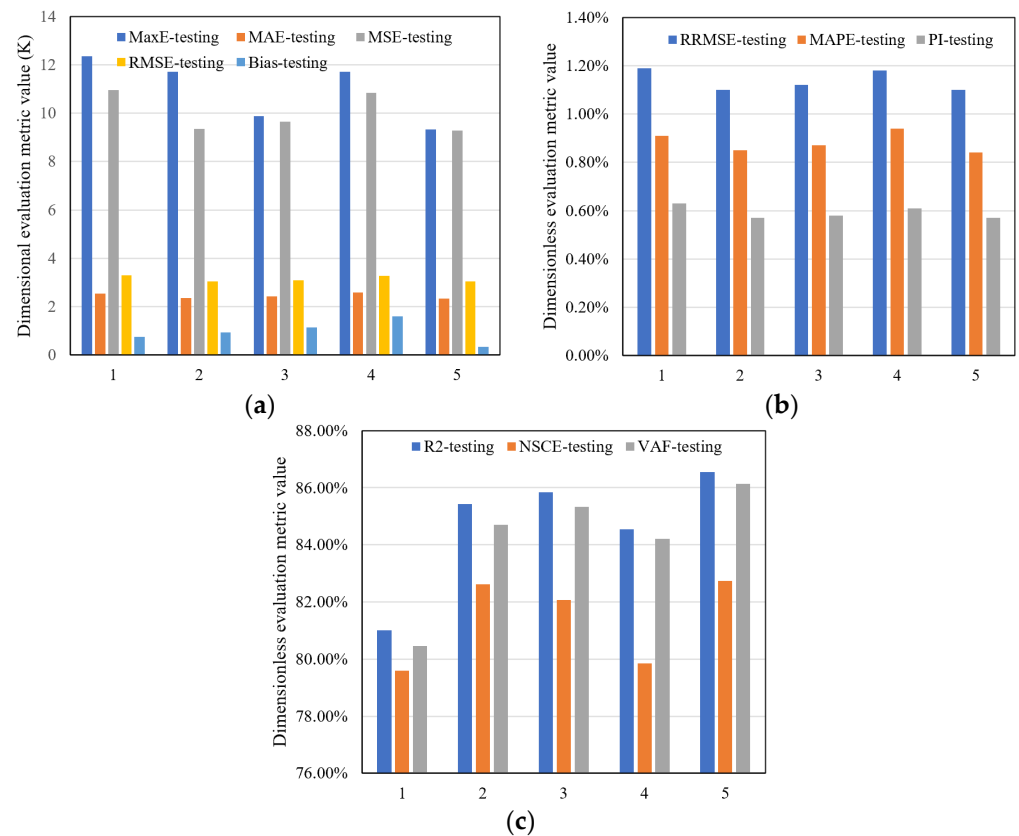 Dimensional evaluation metric value (K)
14
12
10
8
6
4
2
0
MaxE-testing MAE-testing MSE-testing
RMSE-testing Bias-testing
1 2 3 4 5
(a)
Dimensionless evaluation metric value
1.40%
1.20%
1.00%
0.80%
0.60%
0.40%
0.20%
0.00%
RRMSE-testing MAPE-testing PI-testing
1 2 3 4 5
(b)
Dimensionless evaluation metric value
88.00%
86.00%
84.00%
82.00%
80.00%
78.00%
76.00%
R2-testing NSCE-testing VAF-testing
1 2 3 4 5
(c)